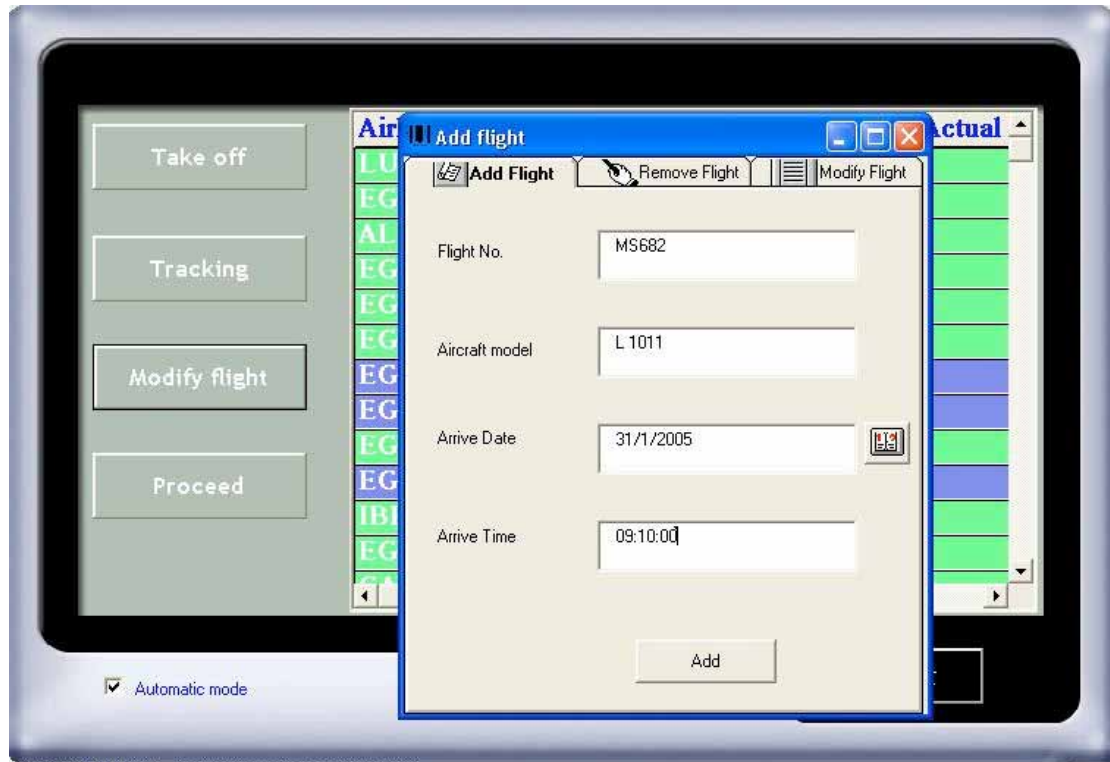 Take off
Tracking
Modify flight
Proceed
Automatic mode
Air
Actual
LU
EG
AL
EG
EG
EG
EG
EG
EG
EG
EG
Add flight
Add Flight
Remove Flight
Modify Flight
Flight No.
MS682
Aircraft model
L 1011
Arrive Date
31/1/2005
Arrive Time
09:10:00
Add